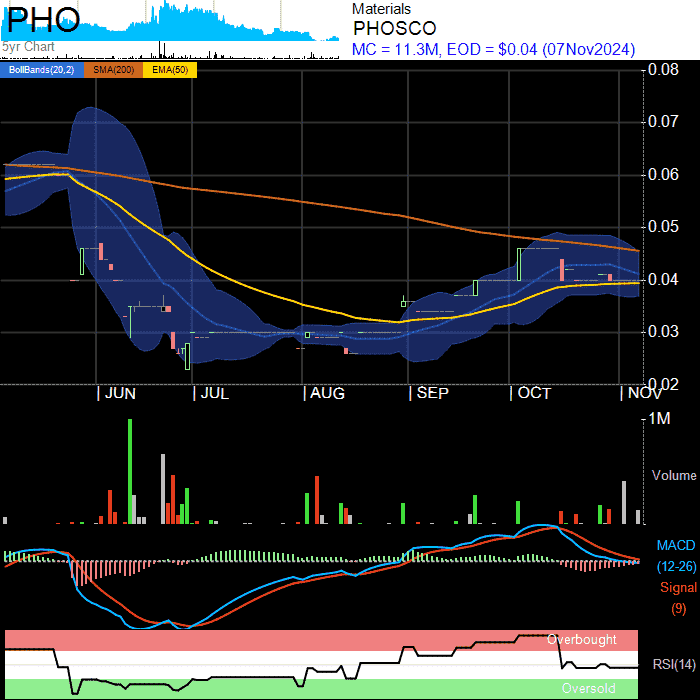 PHO
5yr Chart
Materials
PHOSCO
MC = 11.3M, EOD = $0.04 (07Nov2024)
BollBands(20,2) SMA(200) EMA(50)
0.08
0.07
0.06
0.05
0.04
0.03
0.02
JUN JUL AUG SEP OCT NOV
1M
Volume
MACD
(12-26)
Signal
(9)
Overbought
RSI(14)
Oversold